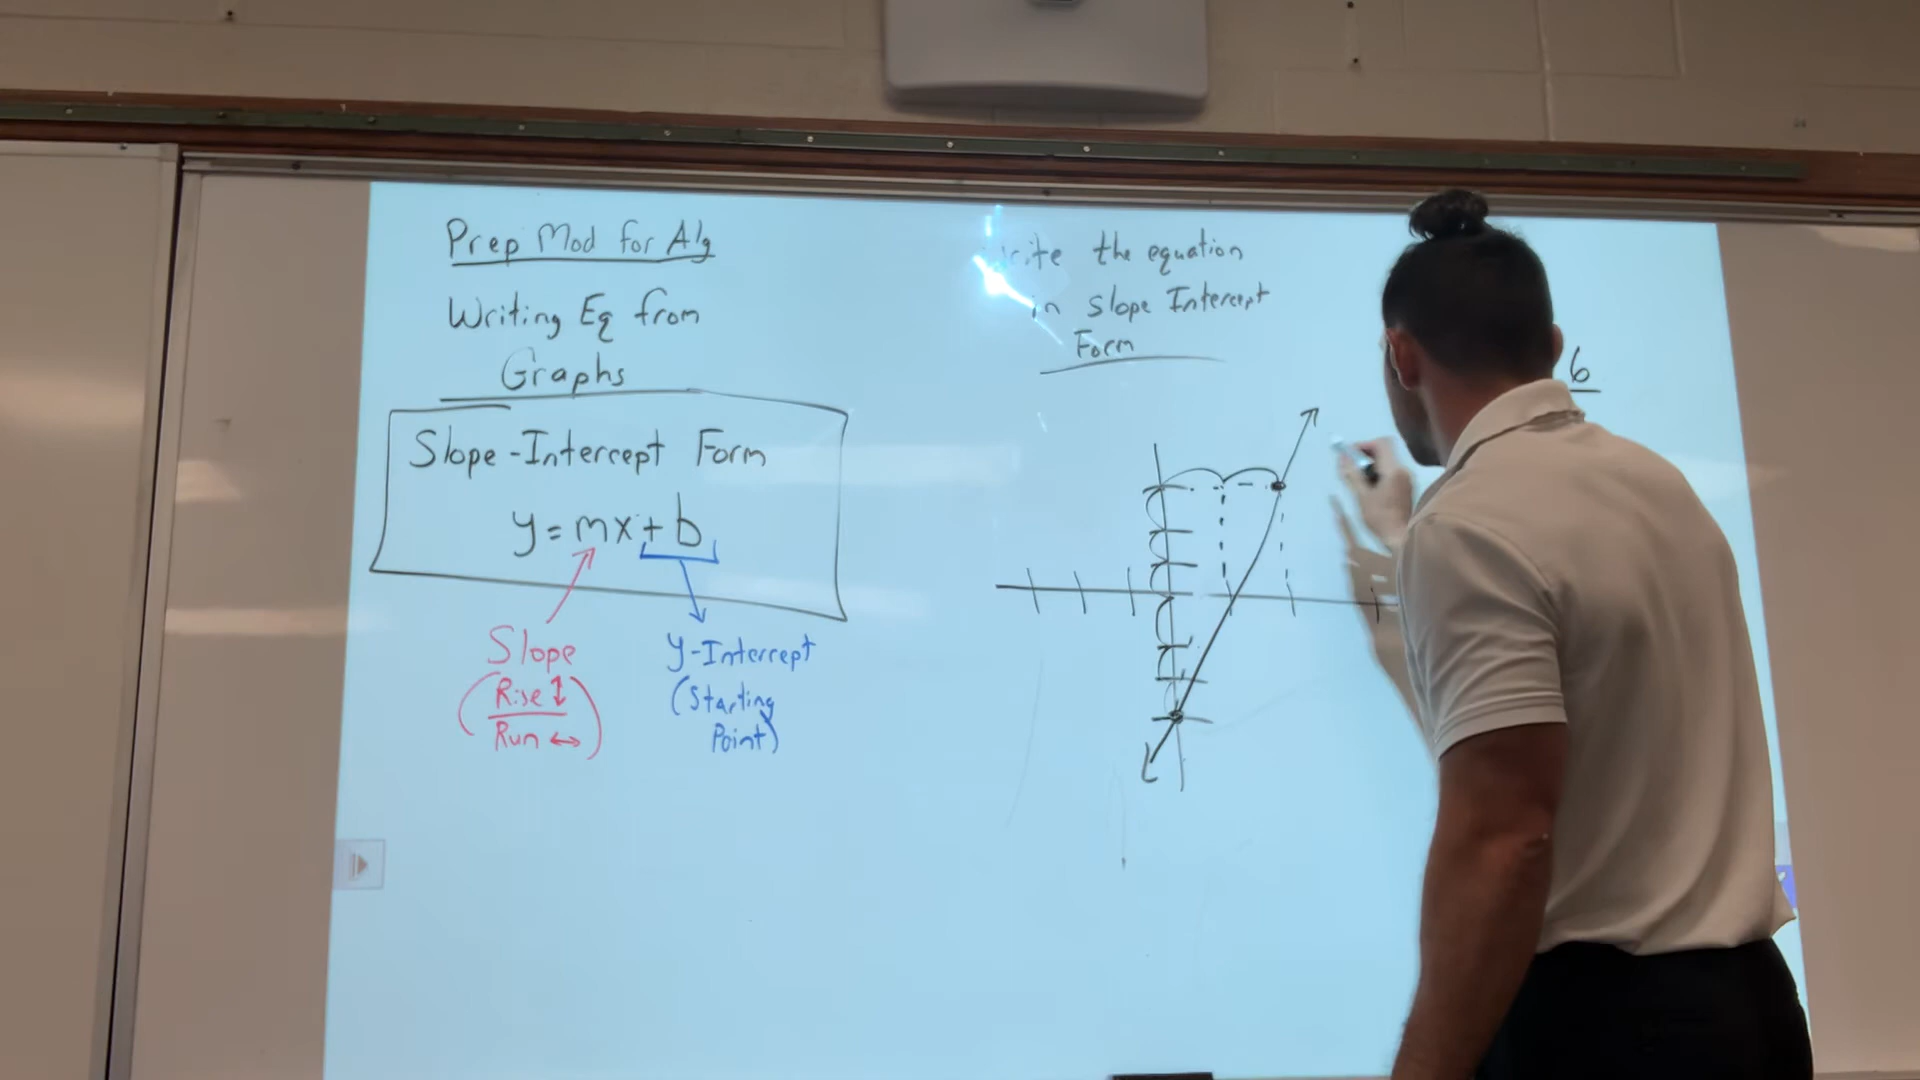 Prep Mod for Alg
Writing Eq from
Graphs
Slope-Intercept Form
y = mx + b
Slope
(Rise ↕
Run ↔)
y-Intercept
(Starting
Point)
the equation
in slope Intercept
Form
6